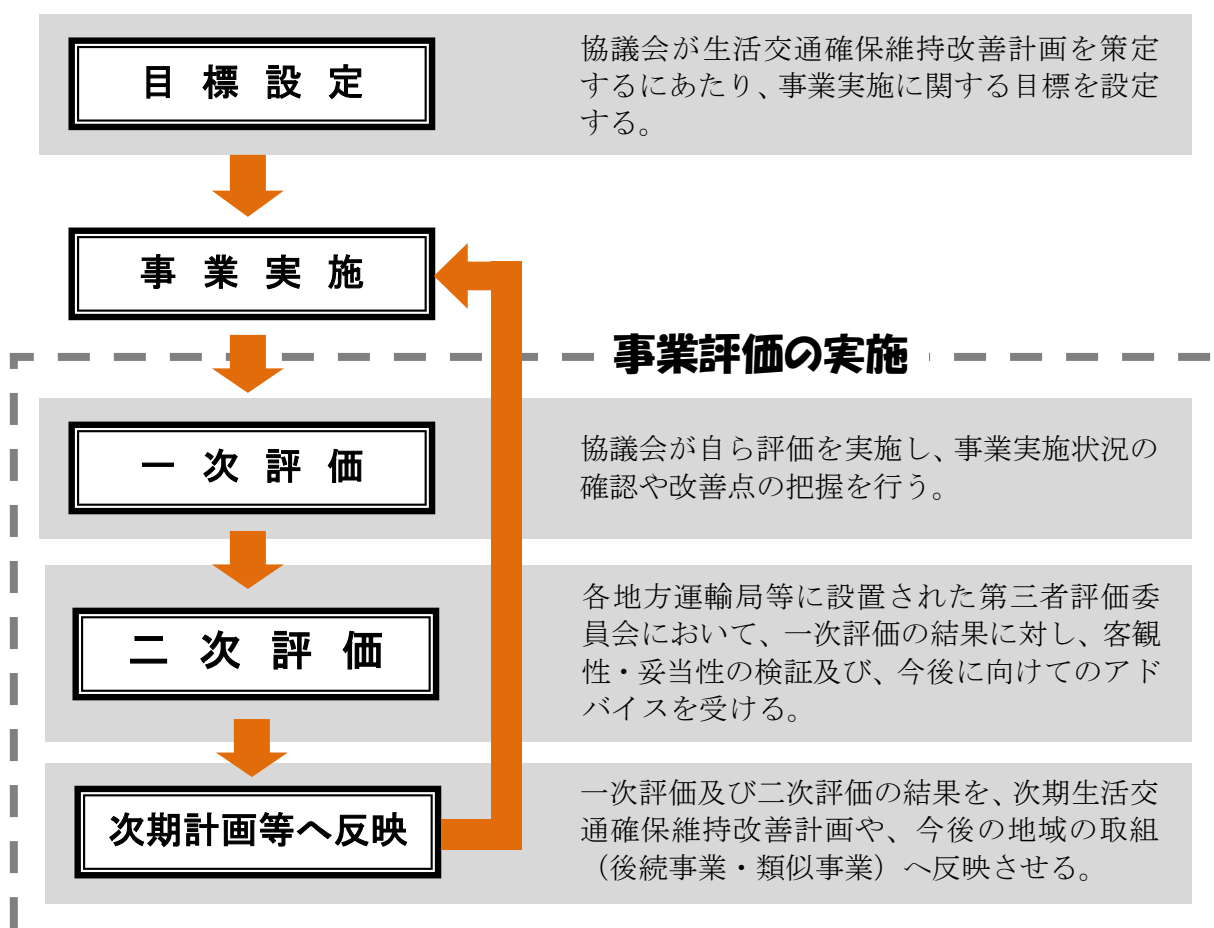 目標設定
協議会が生活交通確保維持改善計画を策定
するにあたり、事業実施に関する目標を設定
する。
事業実施
事業評価の実施
一次評価
協議会が自ら評価を実施し、事業実施状況の
確認や改善点の把握を行う。
二次評価
各地方運輸局等に設置された第三者評価委
員会において、一次評価の結果に対し、客観
性・妥当性の検証及び、今後に向けてのアド
バイスを受ける。
次期計画等へ反映
一次評価及び二次評価の結果を、次期生活交
通確保維持改善計画や、今後の地域の取組
（後続事業・類似事業）へ反映させる。